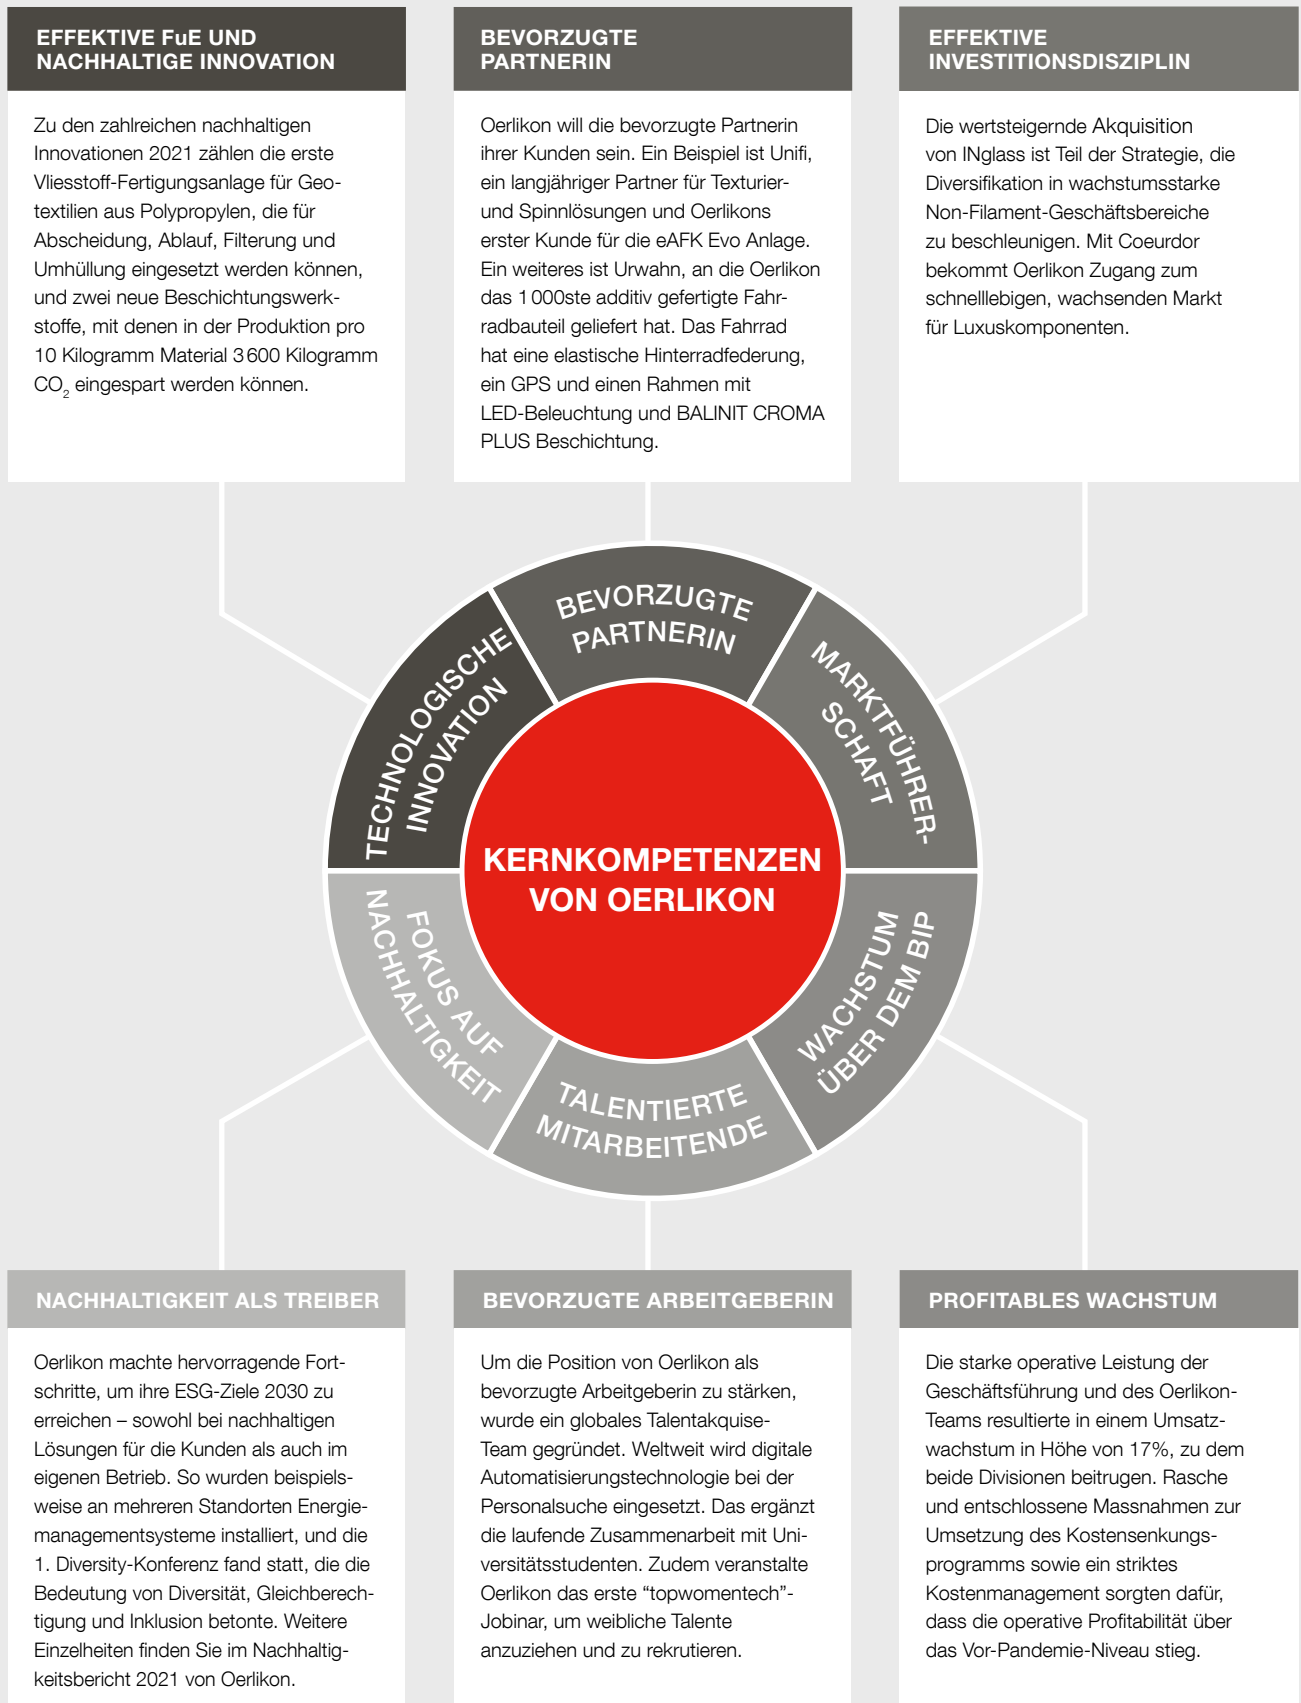 EFFEKTIVE FuE UND
NACHHALTIGE INNOVATION
Zu den zahlreichen nachhaltigen
Innovationen 2021 zählen die erste
Vliesstoff-Fertigungsanlage für Geo-
textilien aus Polypropylen, die für
Abscheidung, Ablauf, Filterung und
Umhüllung eingesetzt werden können,
und zwei neue Beschichtungswerk-
stoffe, mit denen in der Produktion pro
10 Kilogramm Material 3 600 Kilogramm
CO₂ eingespart werden können.
BEVORZUGTE
PARTNERIN
Oerlikon will die bevorzugte Partnerin
ihrer Kunden sein. Ein Beispiel ist Unifi,
ein langjähriger Partner für Texturier-
und Spinnlösungen und Oerlikons
erster Kunde für die eAFK Evo Anlage.
Ein weiteres ist Urwahn, an die Oerlikon
das 1 000ste additiv gefertigte Fahr-
radbauteil geliefert hat. Das Fahrrad
hat eine elastische Hinterradfederung,
ein GPS und einen Rahmen mit
LED-Beleuchtung und BALINIT CROMA
PLUS Beschichtung.
EFFEKTIVE
INVESTITIONSDISZIPLIN
Die wertsteigernde Akquisition
von INglass ist Teil der Strategie, die
Diversifikation in wachstumsstarke
Non-Filament-Geschäftsbereiche
zu beschleunigen. Mit Coeurdor
bekommt Oerlikon Zugang zum
schnelllebigen, wachsenden Markt
für Luxuskomponenten.
TECHNOLOGISCHE
INNOVATION
BEVORZUGTE
PARTNERIN
MARKTFÜHRER-
SCHAFT
KERNKOMPETENZEN
VON OERLIKON
FOKUS AUF
NACHHALTIGKEIT
TALENTIERTE
MITARBEITENDE
WACHSTUM
ÜBER DEM BIP
NACHHALTIGKEIT ALS TREIBER
Oerlikon machte hervorragende Fort-
schritte, um ihre ESG-Ziele 2030 zu
erreichen – sowohl bei nachhaltigen
Lösungen für die Kunden als auch im
eigenen Betrieb. So wurden beispiels-
weise an mehreren Standorten Energie-
managementsysteme installiert, und die
1. Diversity-Konferenz fand statt, die die
Bedeutung von Diversität, Gleichberech-
tigung und Inklusion betonte. Weitere
Einzelheiten finden Sie im Nachhaltig-
keitsbericht 2021 von Oerlikon.
BEVORZUGTE ARBEITGEBERIN
Um die Position von Oerlikon als
bevorzugte Arbeitgeberin zu stärken,
wurde ein globales Talentakquise-
Team gegründet. Weltweit wird digitale
Automatisierungstechnologie bei der
Personalsuche eingesetzt. Das ergänzt
die laufende Zusammenarbeit mit Uni-
versitätsstudenten. Zudem veranstalte
Oerlikon das erste “topwomentech”-
Jobinar, um weibliche Talente
anzuziehen und zu rekrutieren.
PROFITABLES WACHSTUM
Die starke operative Leistung der
Geschäftsführung und des Oerlikon-
Teams resultierte in einem Umsatz-
wachstum in Höhe von 17%, zu dem
beide Divisionen beitrugen. Rasche
und entschlossene Massnahmen zur
Umsetzung des Kostensenkungs-
programms sowie ein striktes
Kostenmanagement sorgten dafür,
dass die operative Profitabilität über
das Vor-Pandemie-Niveau stieg.